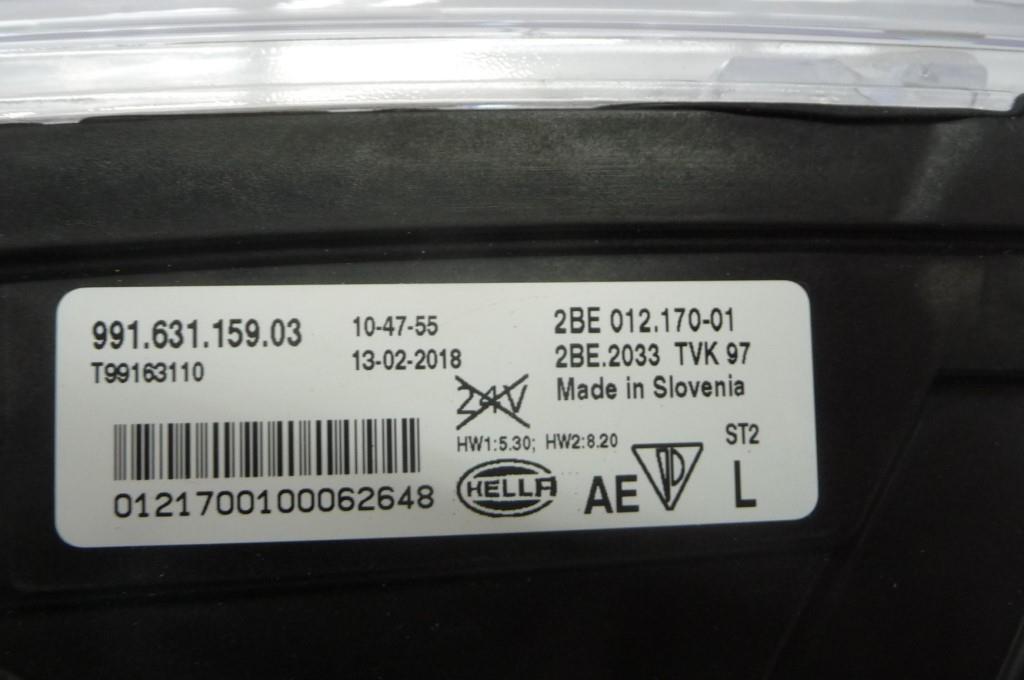 991.631.159.03
T99163110
10-47-55
13-02-2018
2BE 012.170-01
2BE.2033 TVK 97
Made in Slovenia
24V
HW1:5.30; HW2:8.20
ST2
0121700100062648
HELLA
AE
L